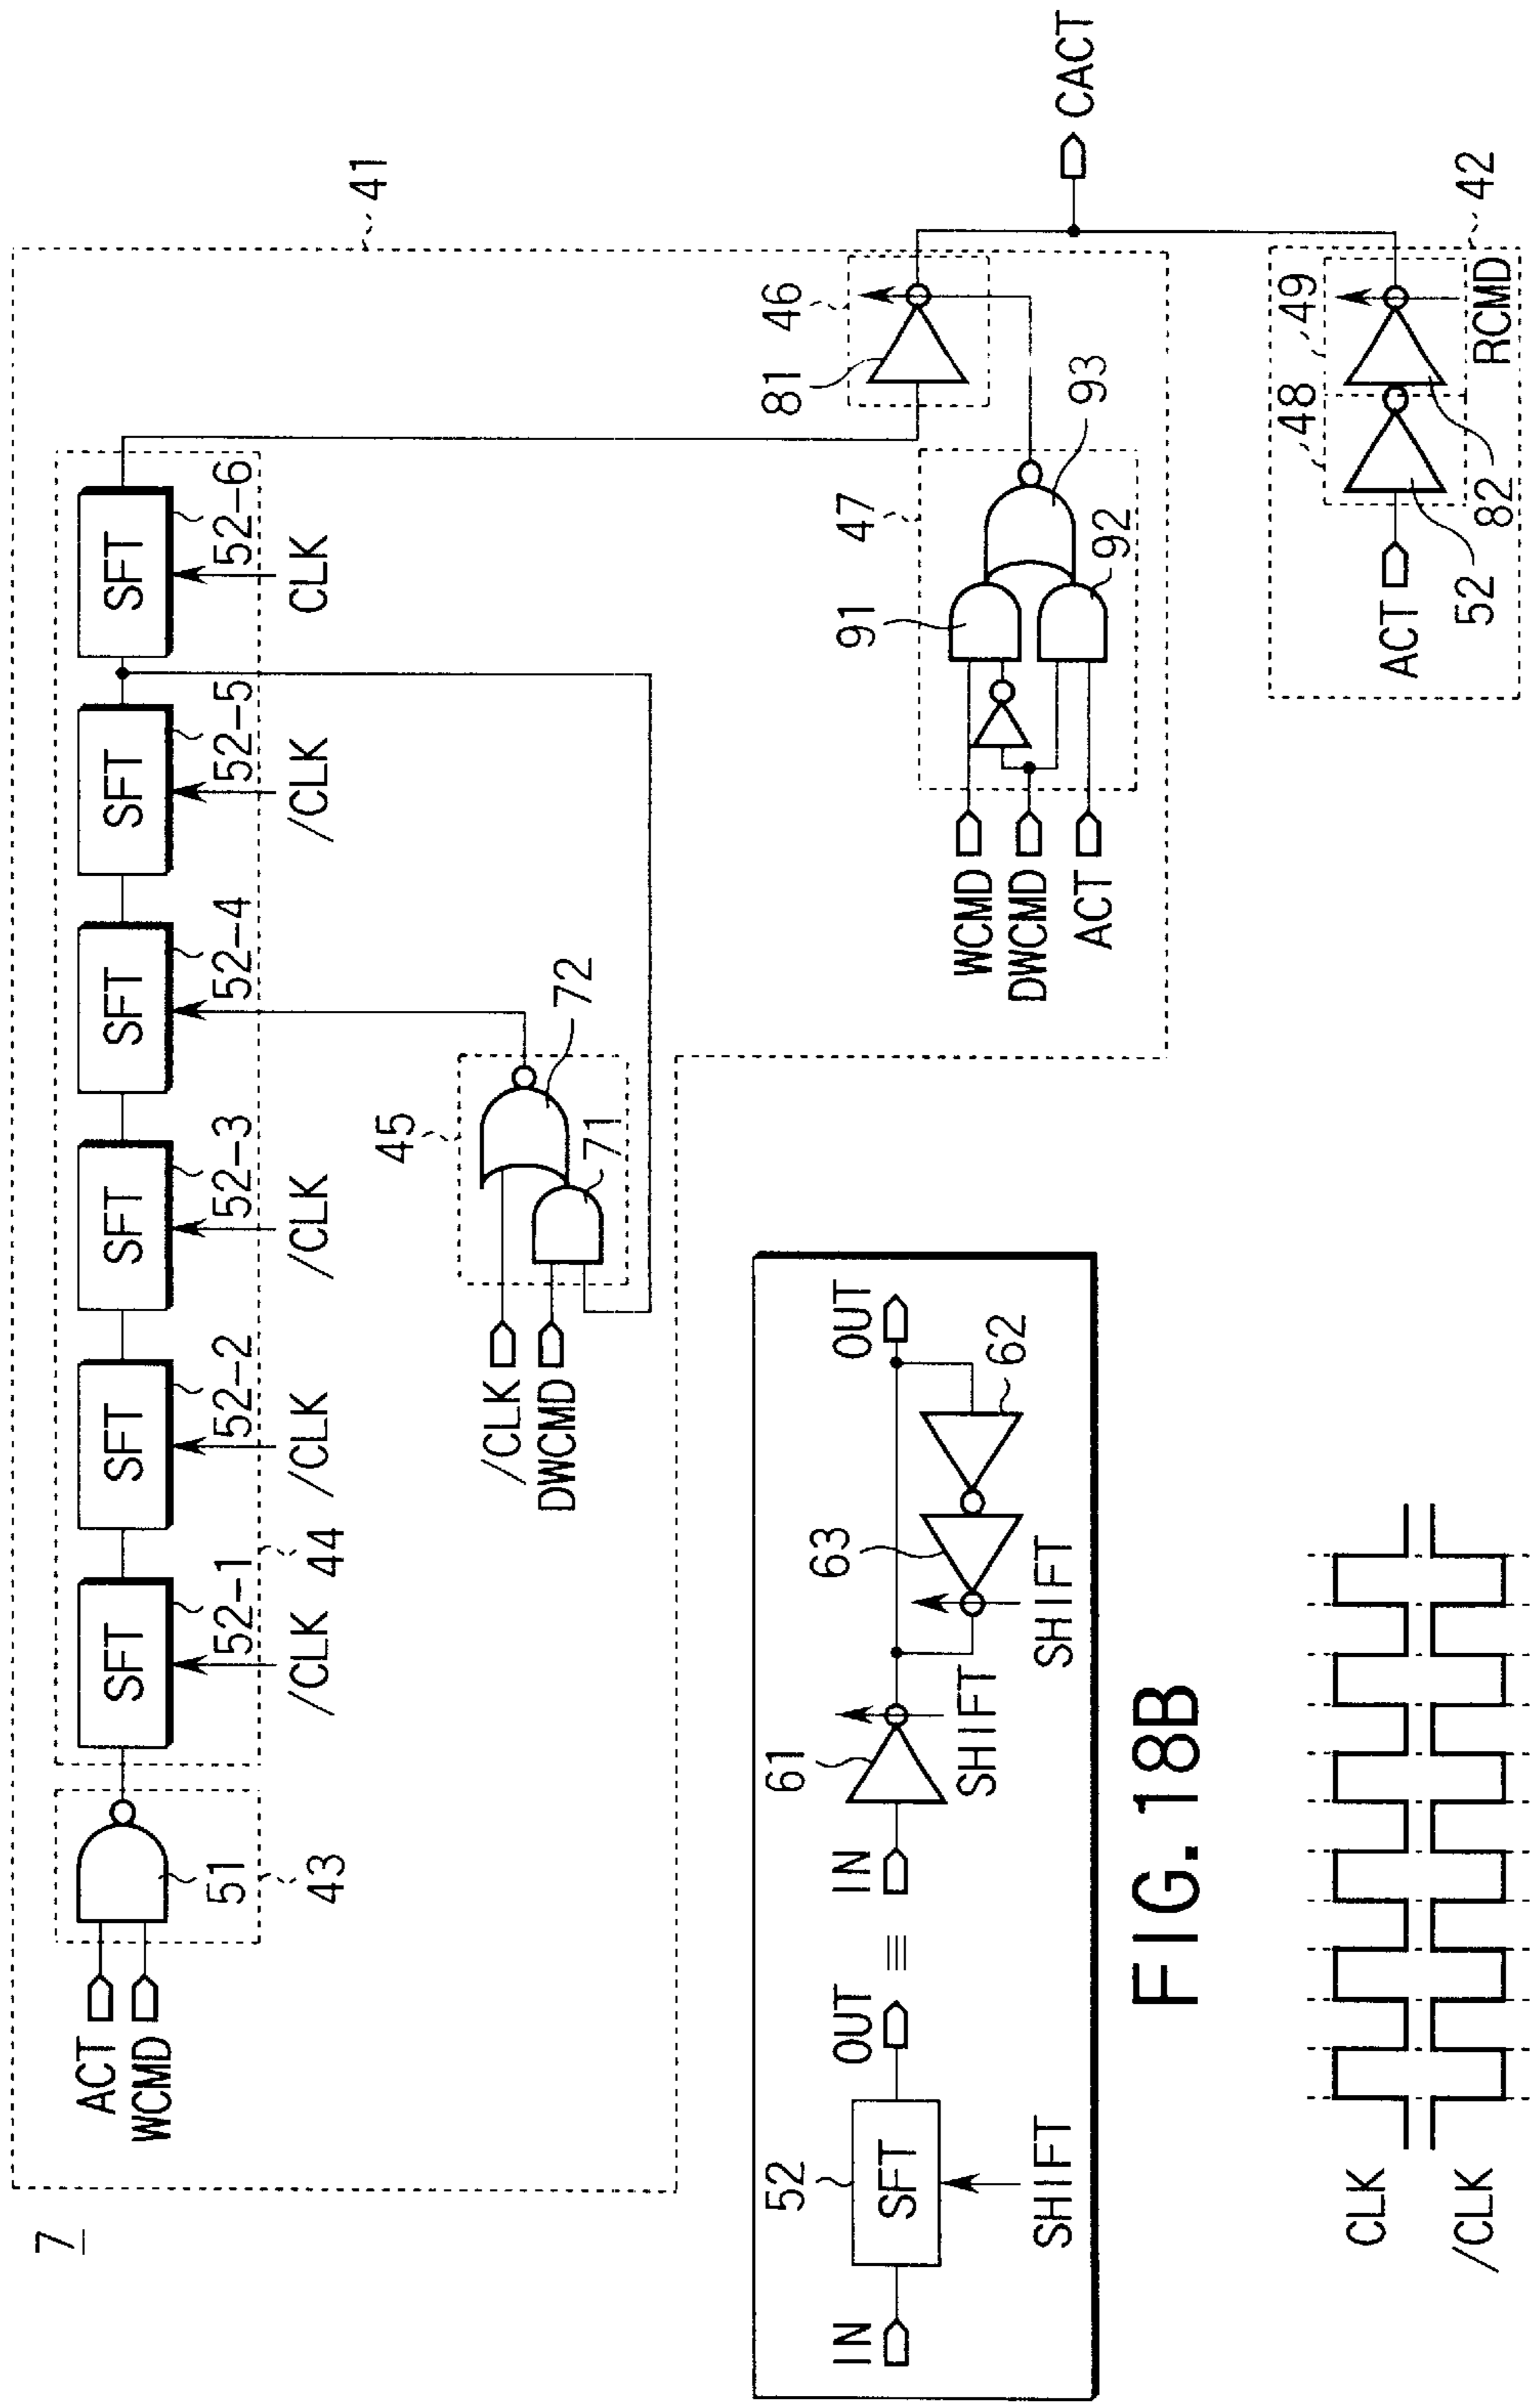 7
41
ACT
WCMD
51
43
SFT
SFT
SFT
SFT
SFT
SFT
52-1
52-2
52-3
52-4
52-5
52-6
/CLK
/CLK
/CLK
/CLK
CLK
44
45
72
71
/CLK
DWCMD
46
81
47
91
93
92
WCMD
DWCMD
ACT
CACT
48
49
ACT
52
82
RCMD
42
52
IN
SFT
OUT
SHIFT
≡
IN
61
SHIFT
63
SHIFT
62
OUT
FIG. 18B
CLK
/CLK